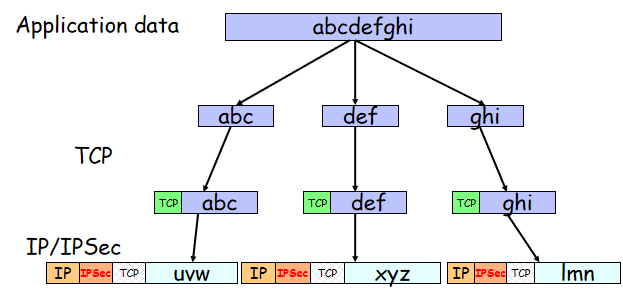 Application data
abcdefghi
abc
def
ghi
TCP
TCP abc
TCP def
TCP ghi
IP/IPSec
IP IPSec TCP uvw
IP IPSec TCP xyz
IP IPSec TCP lmn